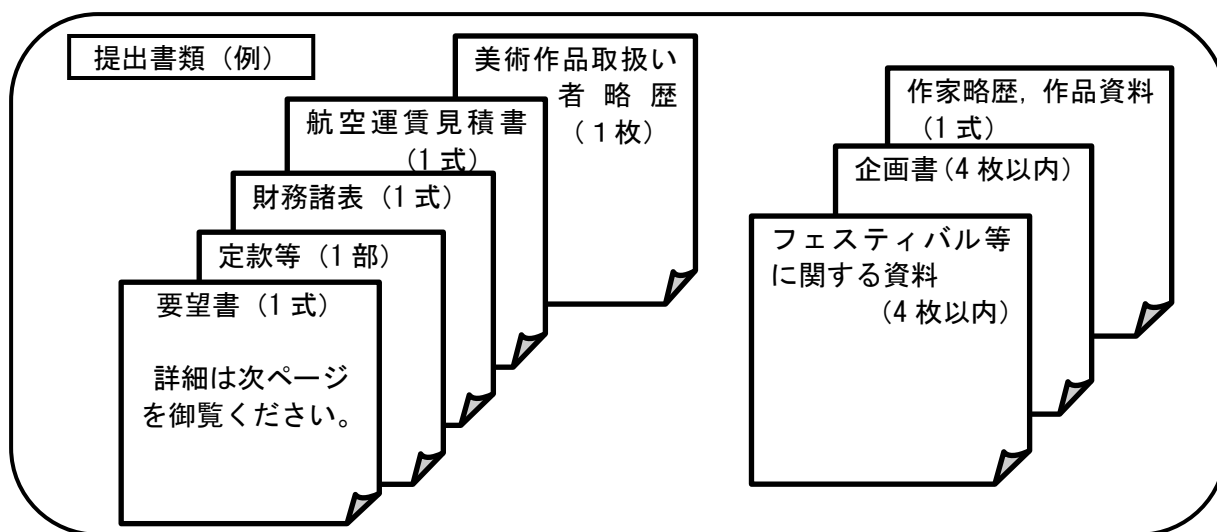 提出書類（例）
美術作品取扱い
者略歴
（１枚）
航空運賃見積書
（1 式）
財務諸表（1 式）
定款等（1 部）
要望書（1 式）
詳細は次ページ
を御覧ください。
作家略歴，作品資料
（1 式）
企画書（4 枚以内）
フェスティバル等
に関する資料
（4 枚以内）